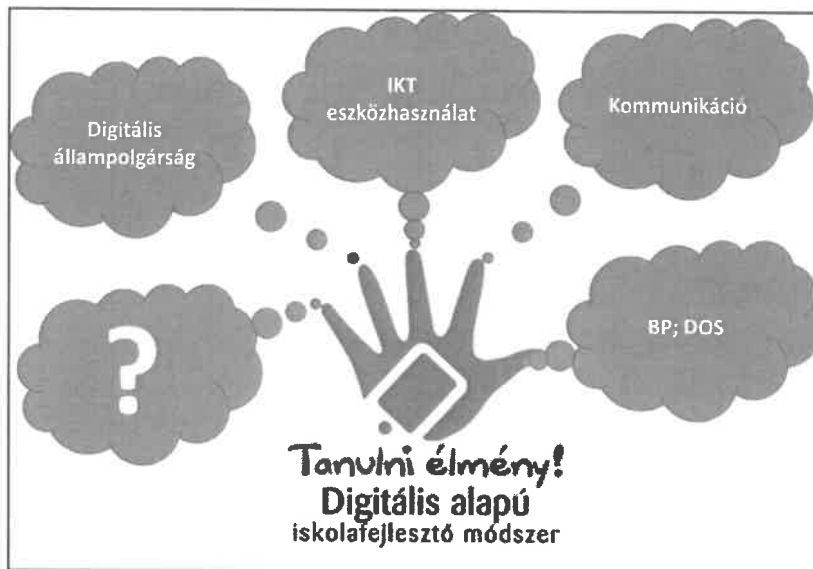 Digitális
állampolgárság
IKT
eszközhasználat
Kommunikáció
?
BP; DOS
Tanulni élmény!
Digitális alapú
iskolafejlesztő módszer